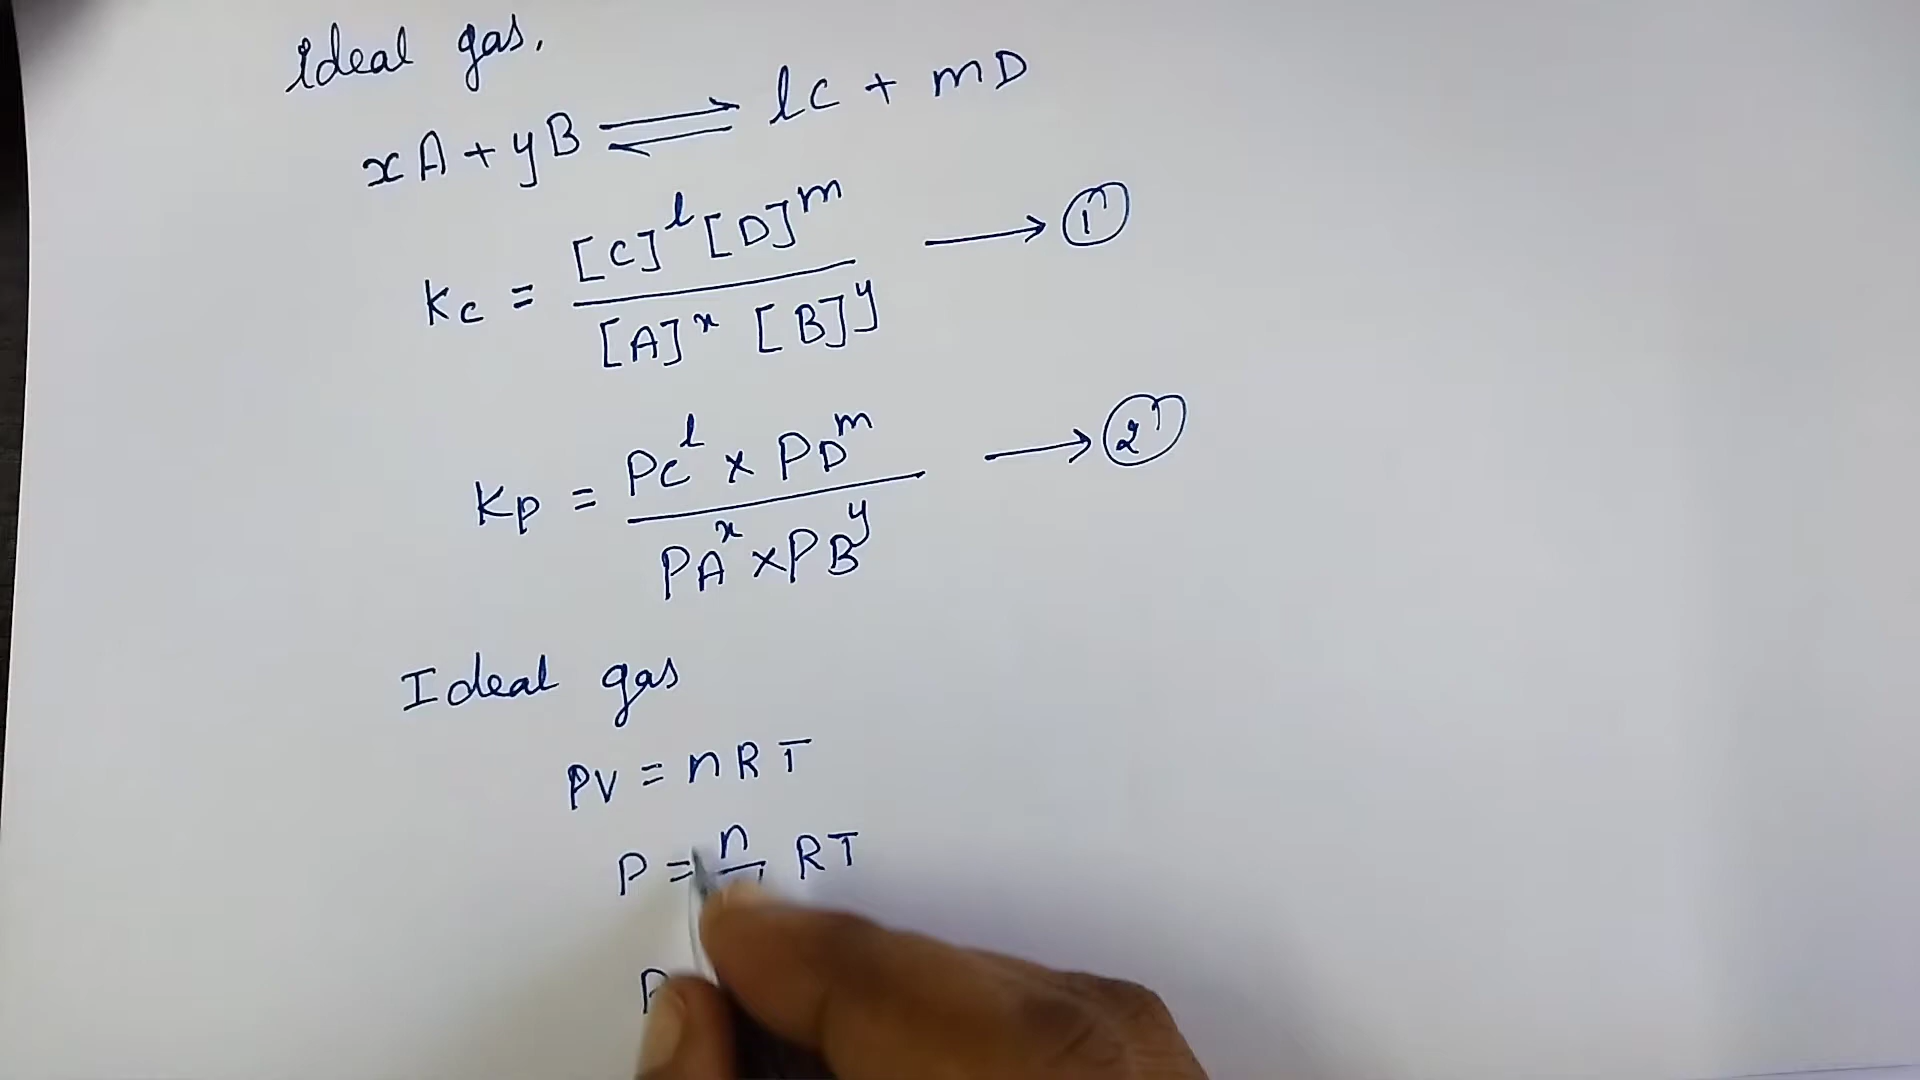 Ideal gas.
xA + yB ⇌ lC + mD
Kc = [C]^l [D]^m / [A]^x [B]^y → ①
Kp = PC^l × PD^m / PA^x × PB^y → ②
Ideal gas
PV = nRT
P = n/ RT
P